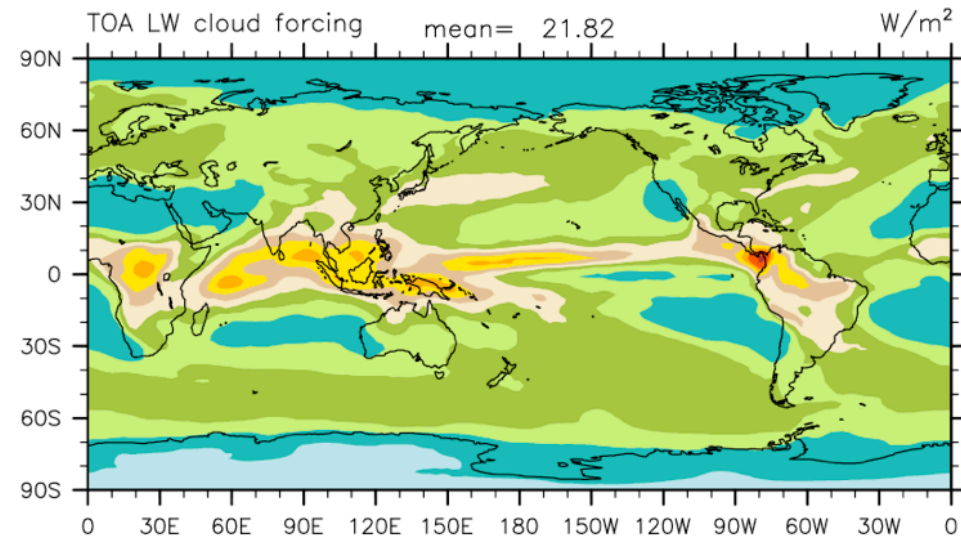 TOA LW cloud forcing mean= 21.82 W/m²
90N
60N
30N
0
30S
60S
90S
0 30E 60E 90E 120E 150E 180 150W 120W 90W 60W 30W 0